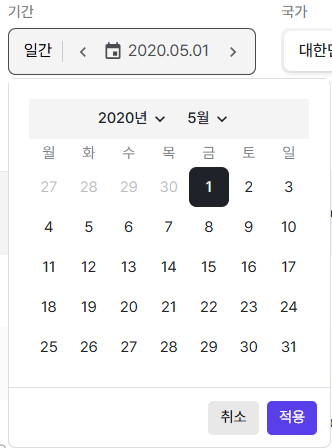 기간 국가
일간 2020.05.01 대한
2020년 5월
월 화 수 목 금 토 일
27 28 29 30 1 2 3
4 5 6 7 8 9 10
11 12 13 14 15 16 17
18 19 20 21 22 23 24
25 26 27 28 29 30 31
취소 적용